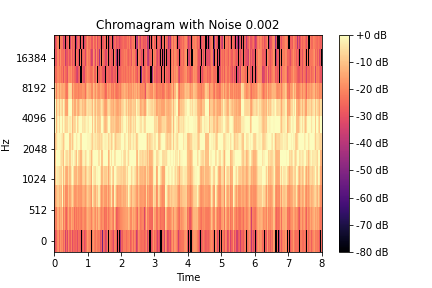 Chromagram with Noise 0.002
Hz
16384
8192
4096
2048
1024
512
0
0 1 2 3 4 5 6 7 8
Time
+0 dB
-10 dB
-20 dB
-30 dB
-40 dB
-50 dB
-60 dB
-70 dB
-80 dB